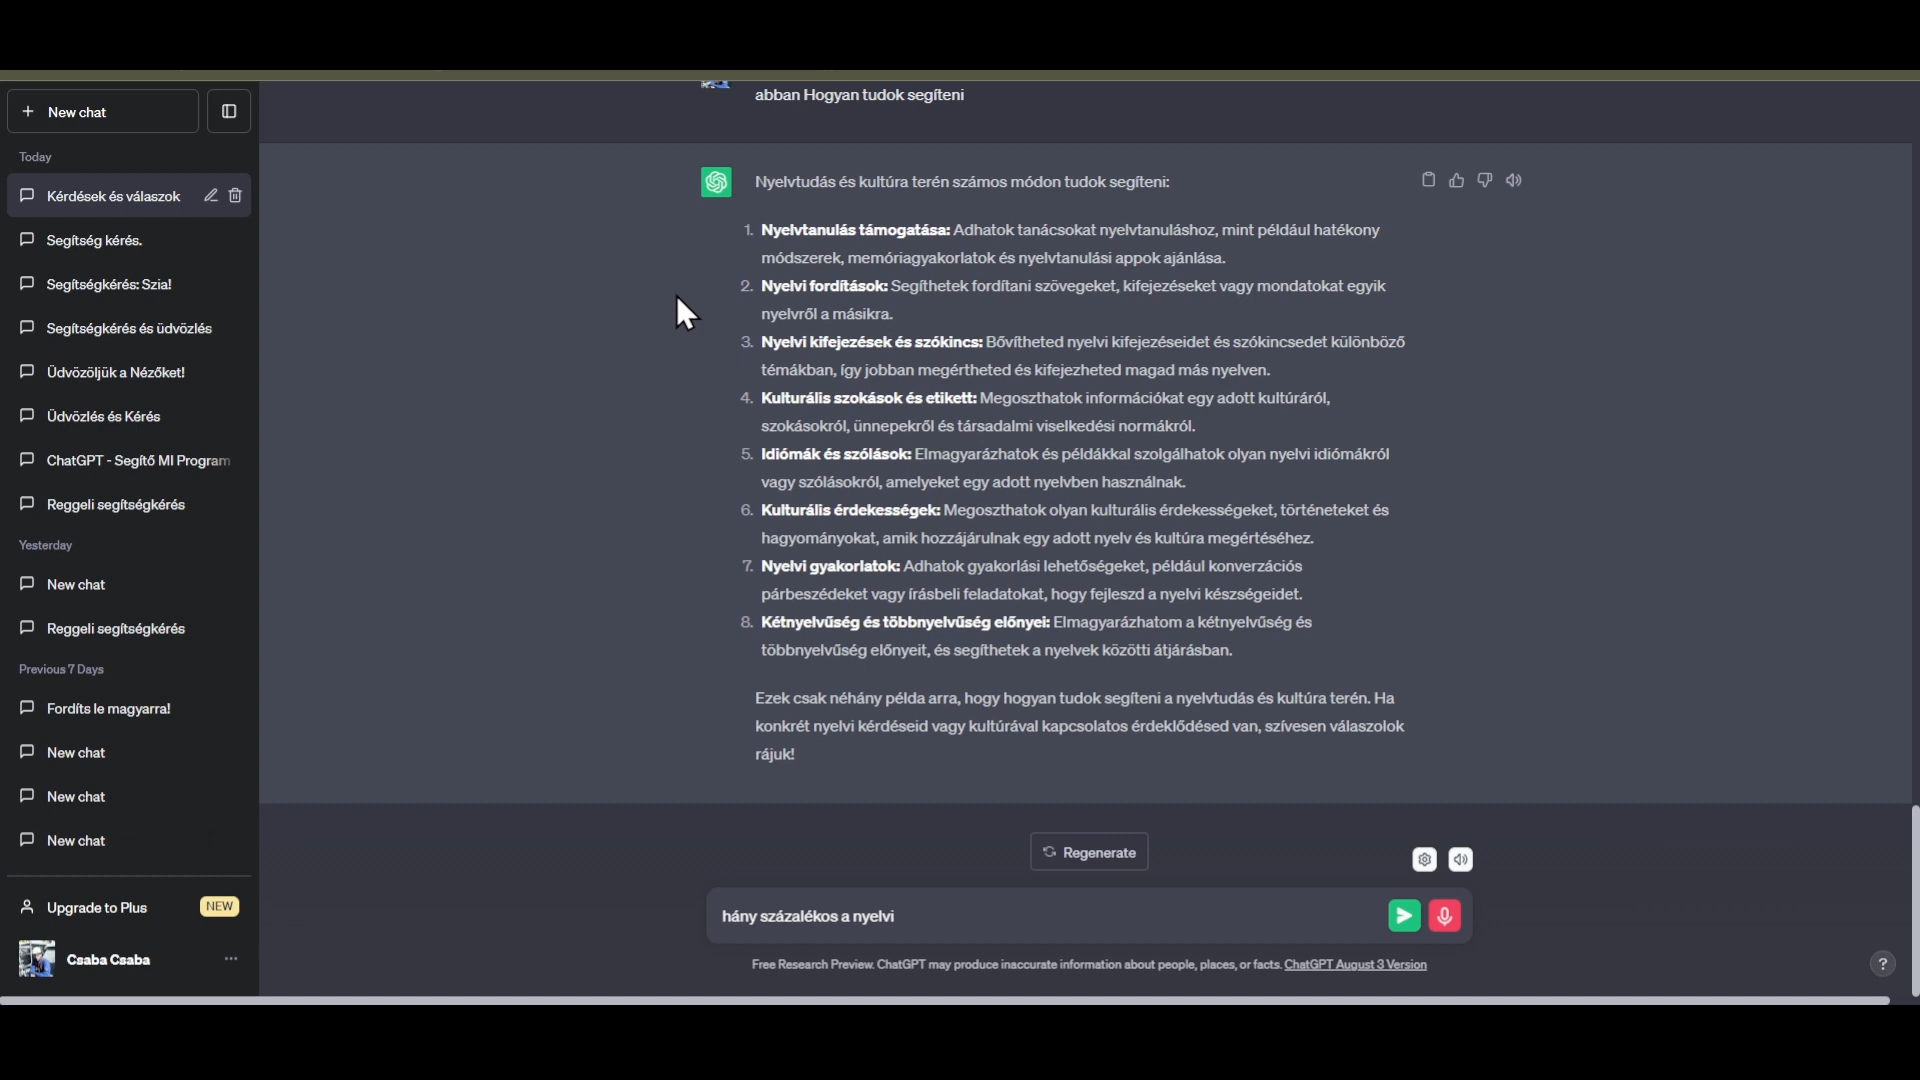 New chat
Today
Kérdések és válaszok
Segítség kérés.
Segítségkérés: Szia!
Segítségkérés és üdvözlés
Üdvözöljük a Nézőket!
Üdvözlés és Kérés
ChatGPT - Segítő MI Program
Reggeli segítségkérés
Yesterday
New chat
Reggeli segítségkérés
Previous 7 Days
Fordíts le magyarra!
New chat
New chat
New chat
Upgrade to Plus NEW
Csaba Csaba
abban Hogyan tudok segíteni
Nyelvtudás és kultúra terén számos módon tudok segíteni:
1. Nyelvtanulás támogatása: Adhatok tanácsokat nyelvtanuláshoz, mint például hatékony
módszerek, memóriagyakorlatok és nyelvtanulási appok ajánlása.
2. Nyelvi fordítások: Segíthetek fordítani szövegeket, kifejezéseket vagy mondatokat egyik
nyelvről a másikra.
3. Nyelvi kifejezések és szókincs: Bővítheted nyelvi kifejezéseidet és szókincsedet különböző
témákban, így jobban megértheted és kifejezheted magad más nyelven.
4. Kulturális szokások és etikett: Megoszthatok információkat egy adott kultúráról,
szokásokról, ünnepekről és társadalmi viselkedési normákról.
5. Idiómák és szólások: Elmagyarázhatok és példákkal szolgálhatok olyan nyelvi idiómákról
vagy szólásokról, amelyeket egy adott nyelvben használnak.
6. Kulturális érdekességek: Megoszthatok olyan kulturális érdekességeket, történeteket és
hagyományokat, amik hozzájárulnak egy adott nyelv és kultúra megértéséhez.
7. Nyelvi gyakorlatok: Adhatok gyakorlási lehetőségeket, például konverzációs
párbeszédeket vagy írásbeli feladatokat, hogy fejleszd a nyelvi készségeidet.
8. Kétnyelvűség és többnyelvűség előnyei: Elmagyarázhatom a kétnyelvűség és
többnyelvűség előnyeit, és segíthetek a nyelvek közötti átjárásban.
Ezek csak néhány példa arra, hogy hogyan tudok segíteni a nyelvtudás és kultúra terén. Ha
konkrét nyelvi kérdéseid vagy kultúrával kapcsolatos érdeklődésed van, szívesen válaszolok
rájuk!
Regenerate
hány százalékos a nyelvi
Free Research Preview. ChatGPT may produce inaccurate information about people, places, or facts. ChatGPT August 3 Version
?